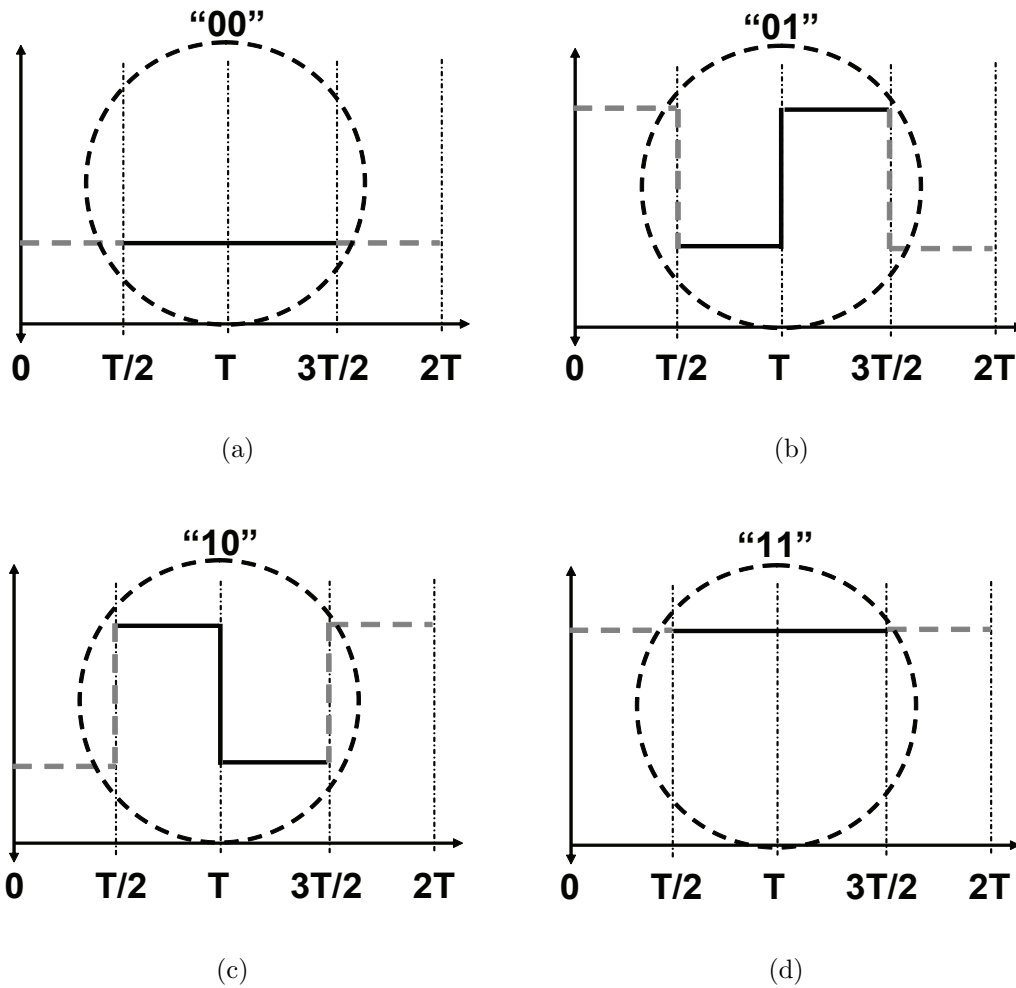 “00” “01”
0 T/2 T 3T/2 2T 0 T/2 T 3T/2 2T
(a) (b)
“10” “11”
0 T/2 T 3T/2 2T 0 T/2 T 3T/2 2T
(c) (d)